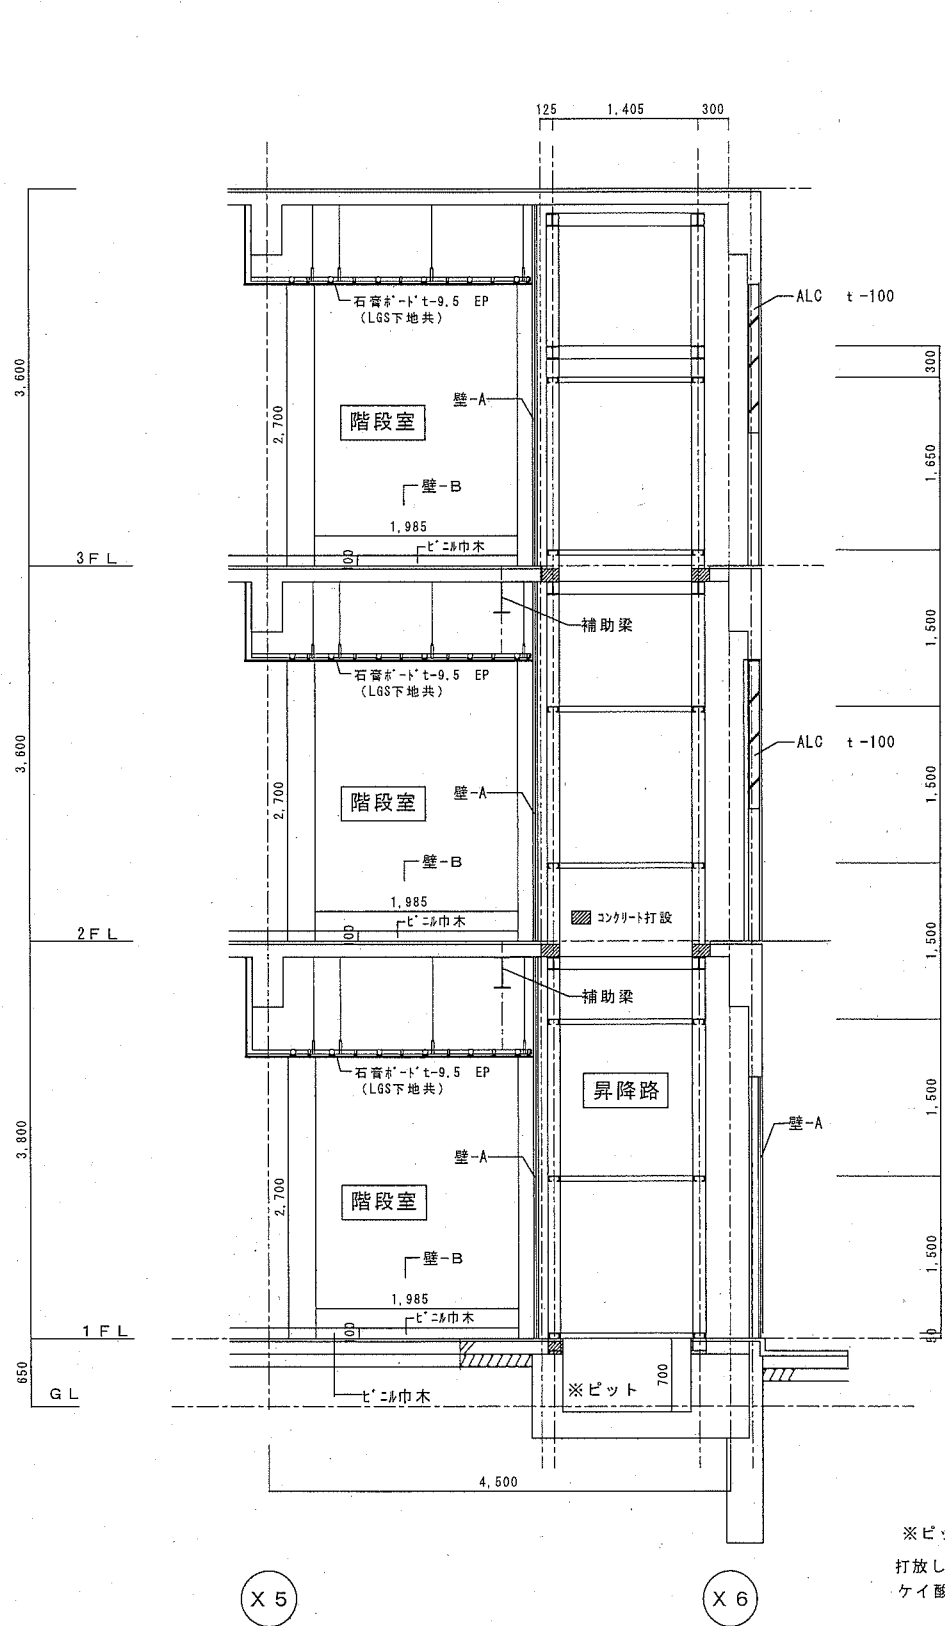 125 1,405 300
石膏ボードt-9.5 EP
(LGS下地共)
ALC t-100
3,600
2,700
階段室
壁-A
壁-B
1,985
ビニル巾木
100
300
1,650
3FL
補助梁
1,500
石膏ボードt-9.5 EP
(LGS下地共)
ALC t-100
3,600
2,700
階段室
壁-A
壁-B
1,985
ビニル巾木
100
コンクリート打設
1,500
2FL
補助梁
1,500
石膏ボードt-9.5 EP
(LGS下地共)
昇降路
壁-A
3,800
2,700
階段室
壁-A
壁-B
1,985
ビニル巾木
100
1,500
1,500
1FL
50
650
GL
ビニル巾木
※ピット
700
4,500
※ピッ
打放し
ケイ酸
X5
X6